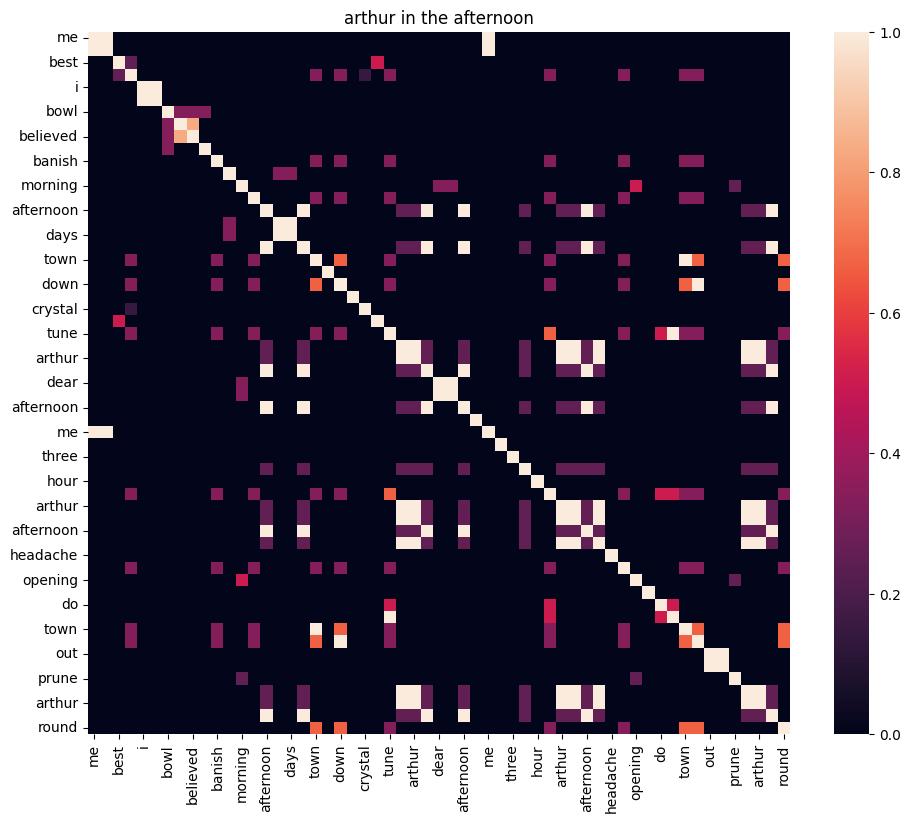 arthur in the afternoon
me
best
i
bowl
believed
banish
morning
afternoon
days
town
down
crystal
tune
arthur
dear
afternoon
me
three
hour
arthur
afternoon
headache
opening
do
town
out
prune
arthur
round
me
best
i
bowl
believed
banish
morning
afternoon
days
town
down
crystal
tune
arthur
dear
afternoon
me
three
hour
arthur
afternoon
headache
opening
do
town
out
prune
arthur
round
1.0
0.8
0.6
0.4
0.2
0.0